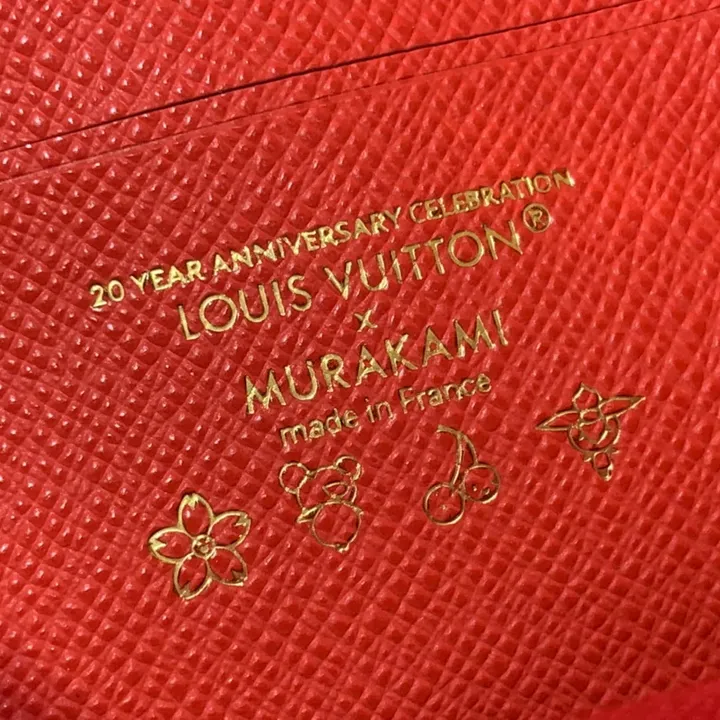 20 YEAR ANNIVERSARY CELEBRATION
LOUIS VUITTON®
x
MURAKAMI
made in France